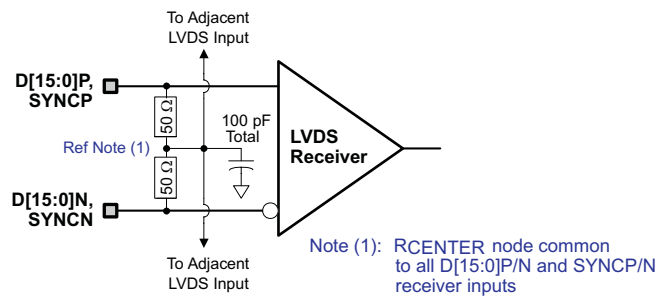 To Adjacent
LVDS Input
D[15:0]P,
SYNCP
50 Ω
100 pF
Total
LVDS
Receiver
Ref Note (1)
50 Ω
D[15:0]N,
SYNCN
To Adjacent
LVDS Input
Note (1): RCENTER node common
to all D[15:0]P/N and SYNCP/N
receiver inputs